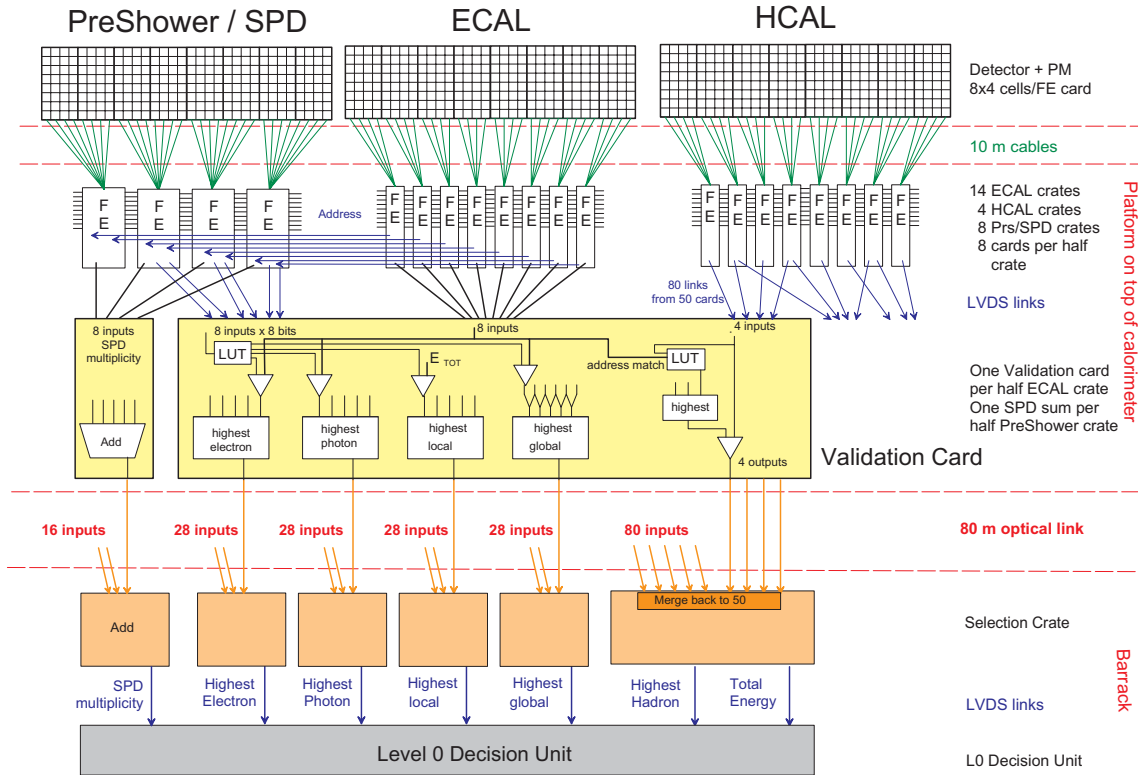 PreShower / SPD
ECAL
HCAL
Detector + PM
8x4 cells/FE card
10 m cables
F
E
F
E
F
E
F
E
Address
F
E
F
E
F
E
F
E
F
E
F
E
F
E
F
E
F
E
F
E
F
E
F
E
F
E
F
E
F
E
F
E
14 ECAL crates
4 HCAL crates
8 Prs/SPD crates
8 cards per half
crate
Platform on top of calorimeter
80 links
from 50 cards
LVDS links
8 inputs
SPD
multiplicity
8 inputs x 8 bits
8 inputs
4 inputs
LUT
E TOT
address match
LUT
One Validation card
per half ECAL crate
One SPD sum per
half PreShower crate
Add
highest
electron
highest
photon
highest
local
highest
global
highest
4 outputs
Validation Card
16 inputs
28 inputs
28 inputs
28 inputs
28 inputs
80 inputs
80 m optical link
Merge back to 50
Add
Selection Crate
Barrack
SPD
multiplicity
Highest
Electron
Highest
Photon
Highest
local
Highest
global
Highest
Hadron
Total
Energy
LVDS links
Level 0 Decision Unit
L0 Decision Unit